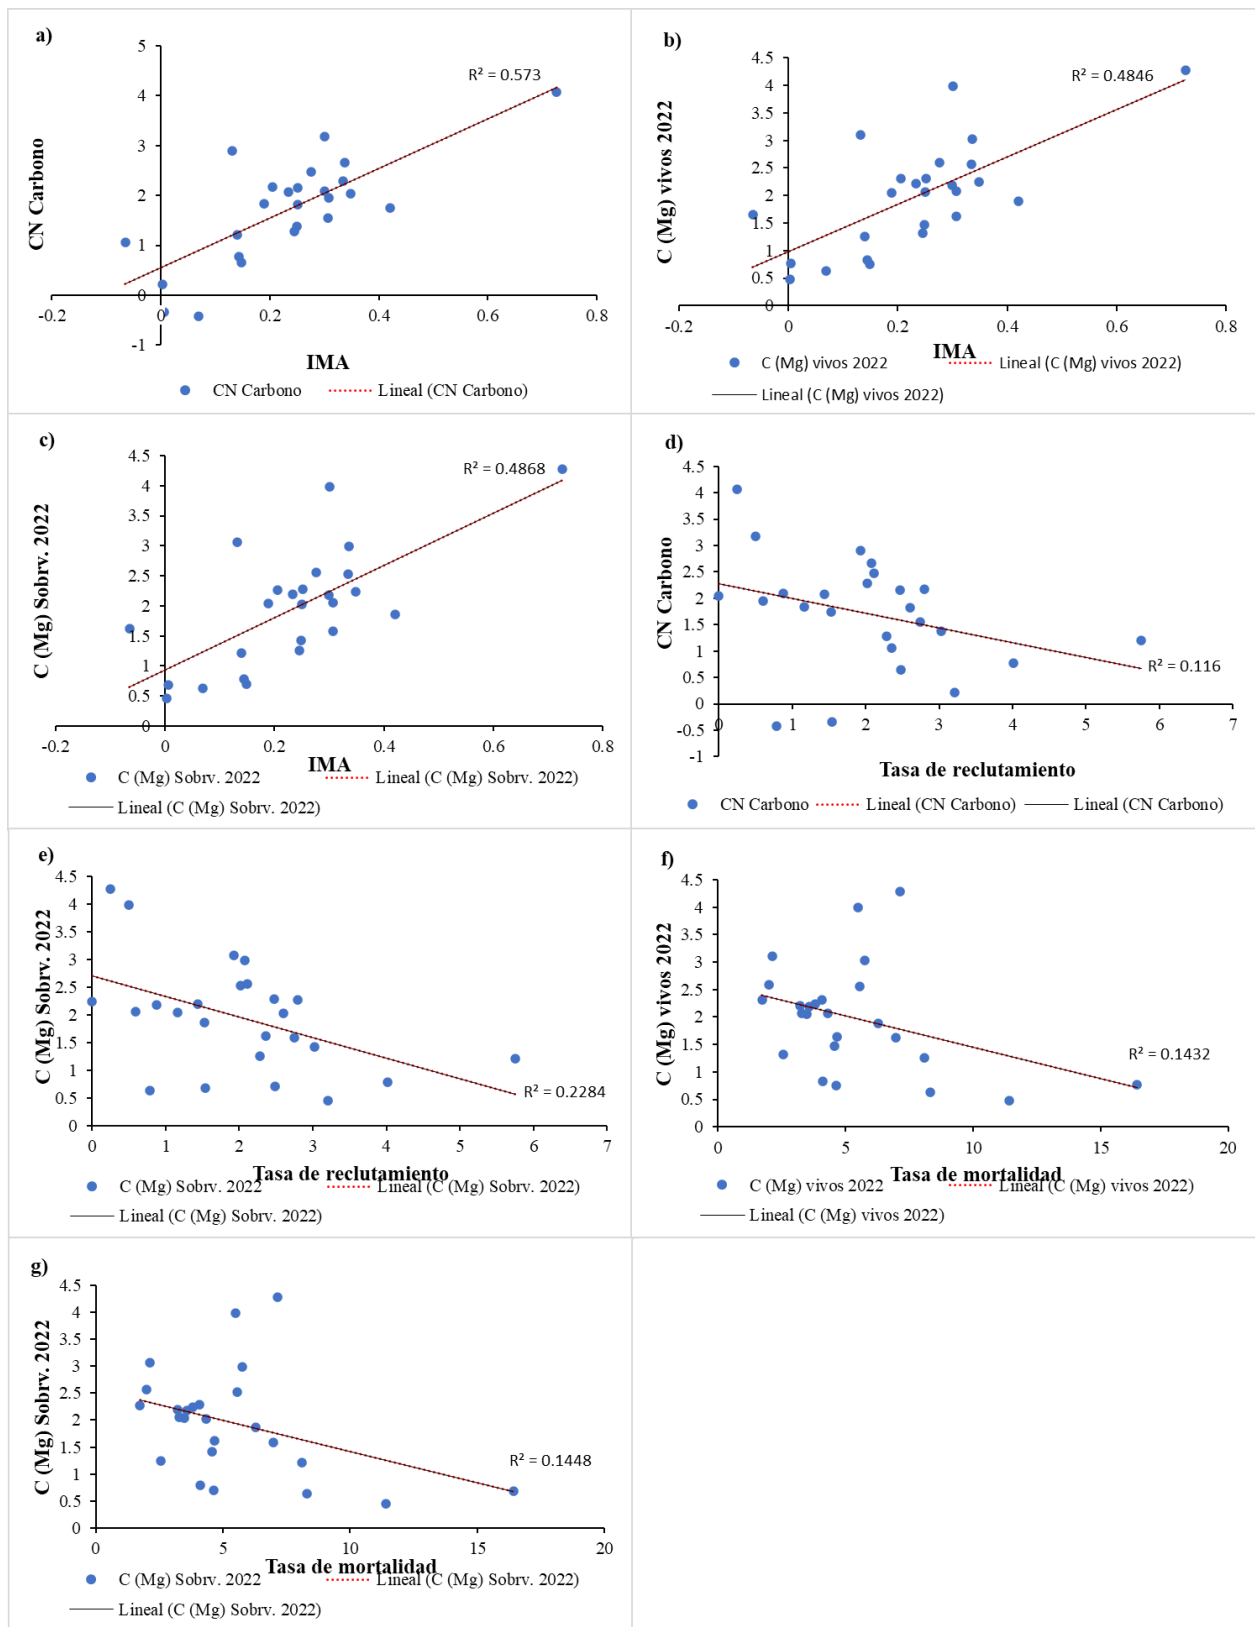 a)
5
4
3
2
1
0
-1
-0.2
0
0.2
0.4
0.6
0.8
R² = 0.573
CN Carbono
IMA
CN Carbono
Lineal (CN Carbono)
b)
4.5
4
3.5
3
2.5
2
1.5
1
0.5
0
-0.2
0
0.2
0.4
0.6
0.8
R² = 0.4846
C (Mg) vivos 2022
IMA
C (Mg) vivos 2022
Lineal (C (Mg) vivos 2022)
Lineal (C (Mg) vivos 2022)
c)
4.5
4
3.5
3
2.5
2
1.5
1
0.5
0
-0.2
0
0.2
0.4
0.6
0.8
R² = 0.4868
C (Mg) Sobrv. 2022
IMA
C (Mg) Sobrv. 2022
Lineal (C (Mg) Sobrv. 2022)
Lineal (C (Mg) Sobrv. 2022)
d)
4.5
4
3.5
3
2.5
2
1.5
1
0.5
0
-0.5
-1
0
1
2
3
4
5
6
7
R² = 0.116
CN Carbono
Tasa de reclutamiento
CN Carbono
Lineal (CN Carbono)
Lineal (CN Carbono)
e)
4.5
4
3.5
3
2.5
2
1.5
1
0.5
0
0
1
2
3
4
5
6
7
R² = 0.2284
C (Mg) Sobrv. 2022
Tasa de reclutamiento
C (Mg) Sobrv. 2022
Lineal (C (Mg) Sobrv. 2022)
Lineal (C (Mg) Sobrv. 2022)
f)
4.5
4
3.5
3
2.5
2
1.5
1
0.5
0
0
5
10
15
20
R² = 0.1432
C (Mg) vivos 2022
Tasa de mortalidad
C (Mg) vivos 2022
Lineal (C (Mg) vivos 2022)
Lineal (C (Mg) vivos 2022)
g)
4.5
4
3.5
3
2.5
2
1.5
1
0.5
0
0
5
10
15
20
R² = 0.1448
C (Mg) Sobrv. 2022
Tasa de mortalidad
C (Mg) Sobrv. 2022
Lineal (C (Mg) Sobrv. 2022)
Lineal (C (Mg) Sobrv. 2022)